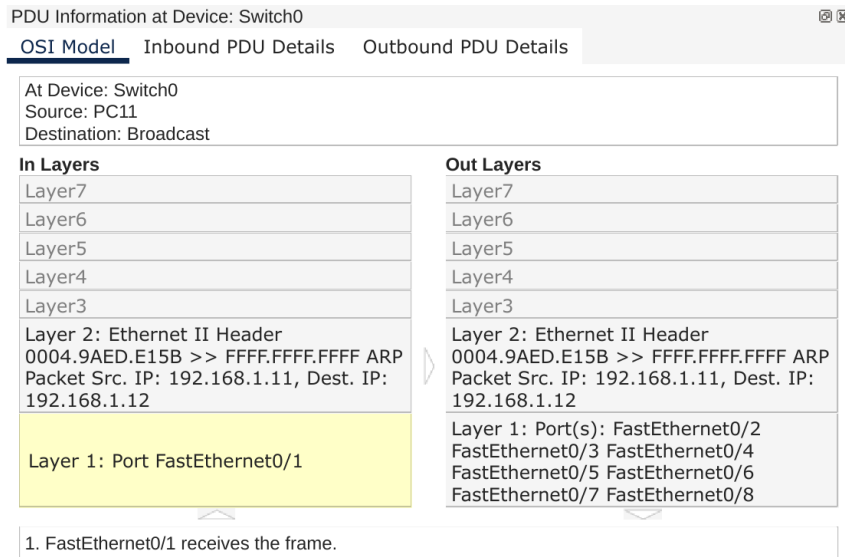 PDU Information at Device: Switch0
OSI Model Inbound PDU Details Outbound PDU Details
At Device: Switch0
Source: PC11
Destination: Broadcast
In Layers
Layer7
Layer6
Layer5
Layer4
Layer3
Layer 2: Ethernet II Header
0004.9AED.E15B >> FFFF.FFFF.FFFF ARP
Packet Src. IP: 192.168.1.11, Dest. IP:
192.168.1.12
Layer 1: Port FastEthernet0/1
Out Layers
Layer7
Layer6
Layer5
Layer4
Layer3
Layer 2: Ethernet II Header
0004.9AED.E15B >> FFFF.FFFF.FFFF ARP
Packet Src. IP: 192.168.1.11, Dest. IP:
192.168.1.12
Layer 1: Port(s): FastEthernet0/2
FastEthernet0/3 FastEthernet0/4
FastEthernet0/5 FastEthernet0/6
FastEthernet0/7 FastEthernet0/8
1. FastEthernet0/1 receives the frame.